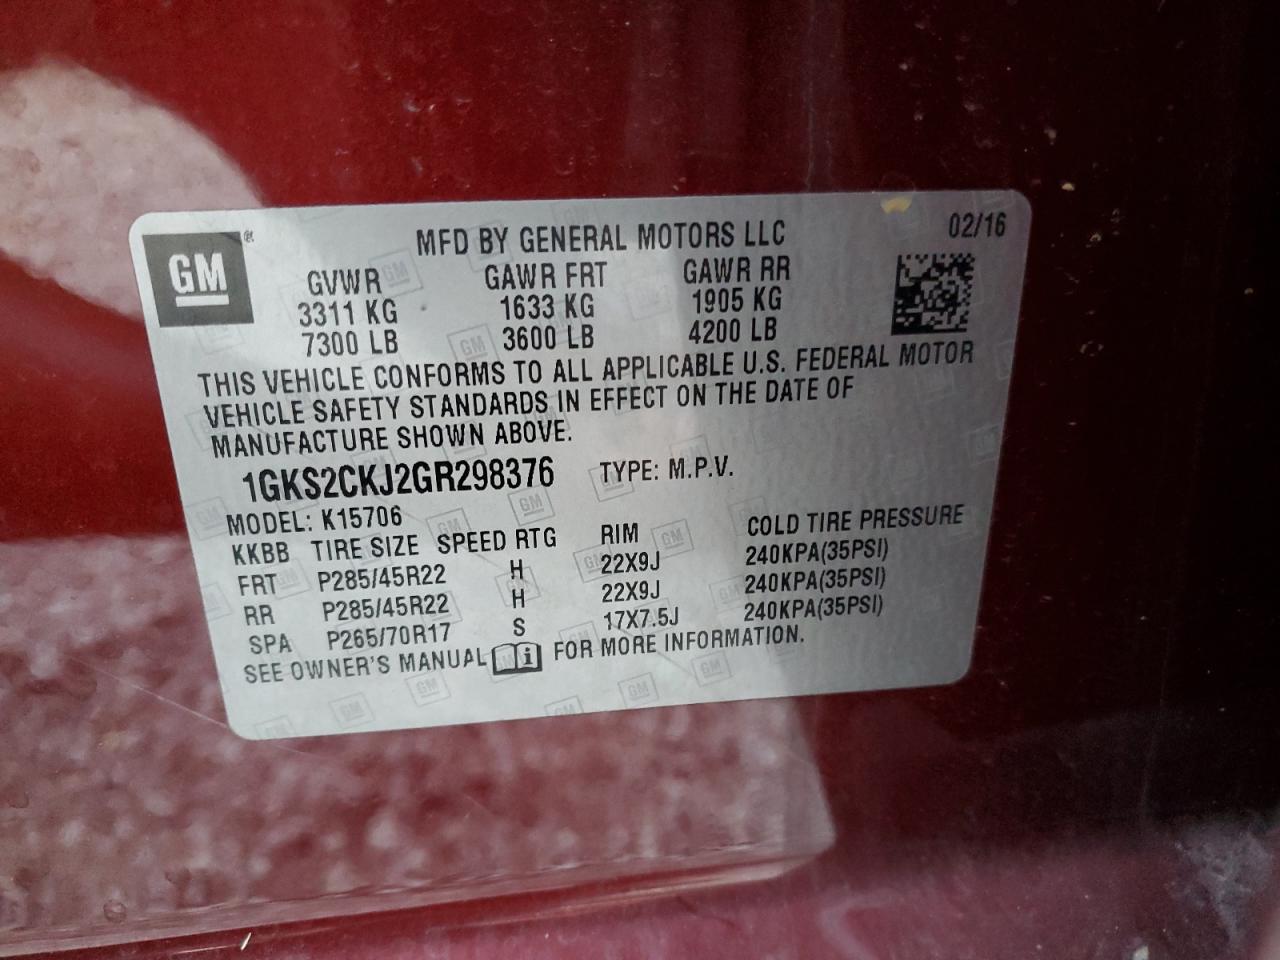 GM ®
MFD BY GENERAL MOTORS LLC 02/16
GVWR GAWR FRT GAWR RR
3311 KG 1633 KG 1905 KG
7300 LB 3600 LB 4200 LB
THIS VEHICLE CONFORMS TO ALL APPLICABLE U.S. FEDERAL MOTOR
VEHICLE SAFETY STANDARDS IN EFFECT ON THE DATE OF
MANUFACTURE SHOWN ABOVE.
1GKS2CKJ2GR298376 TYPE: M.P.V.
MODEL: K15706
KKBB TIRE SIZE SPEED RTG RIM COLD TIRE PRESSURE
FRT P285/45R22 H 22X9J 240KPA(35PSI)
RR P285/45R22 H 22X9J 240KPA(35PSI)
SPA P265/70R17 S 17X7.5J 240KPA(35PSI)
SEE OWNER'S MANUAL i FOR MORE INFORMATION.